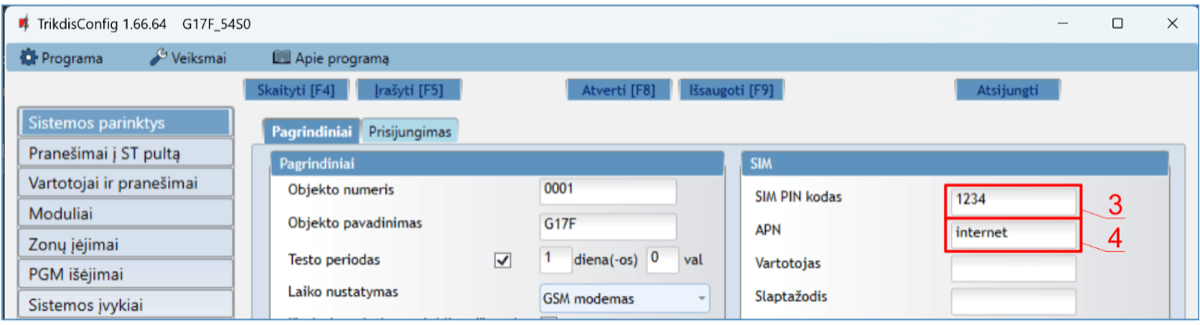 TrikdisConfig 1.66.64 G17F_54S0
Programa Veiksmai Apie programą
Skaityti [F4] Įrašyti [F5] Atverti [F8] Išsaugoti [F9] Atsijungti
Sistemos parinktys
Pranešimai į ST pultą
Vartotojai ir pranešimai
Moduliai
Zonų įėjimai
PGM išėjimai
Sistemos įvykiai
Pagrindiniai Prisijungimas
Pagrindiniai
Objekto numeris 0001
Objekto pavadinimas G17F
Testo periodas 1 diena(-os) 0 val
Laiko nustatymas GSM modemas
SIM
SIM PIN kodas 1234 3
APN internet 4
Vartotojas
Slaptažodis